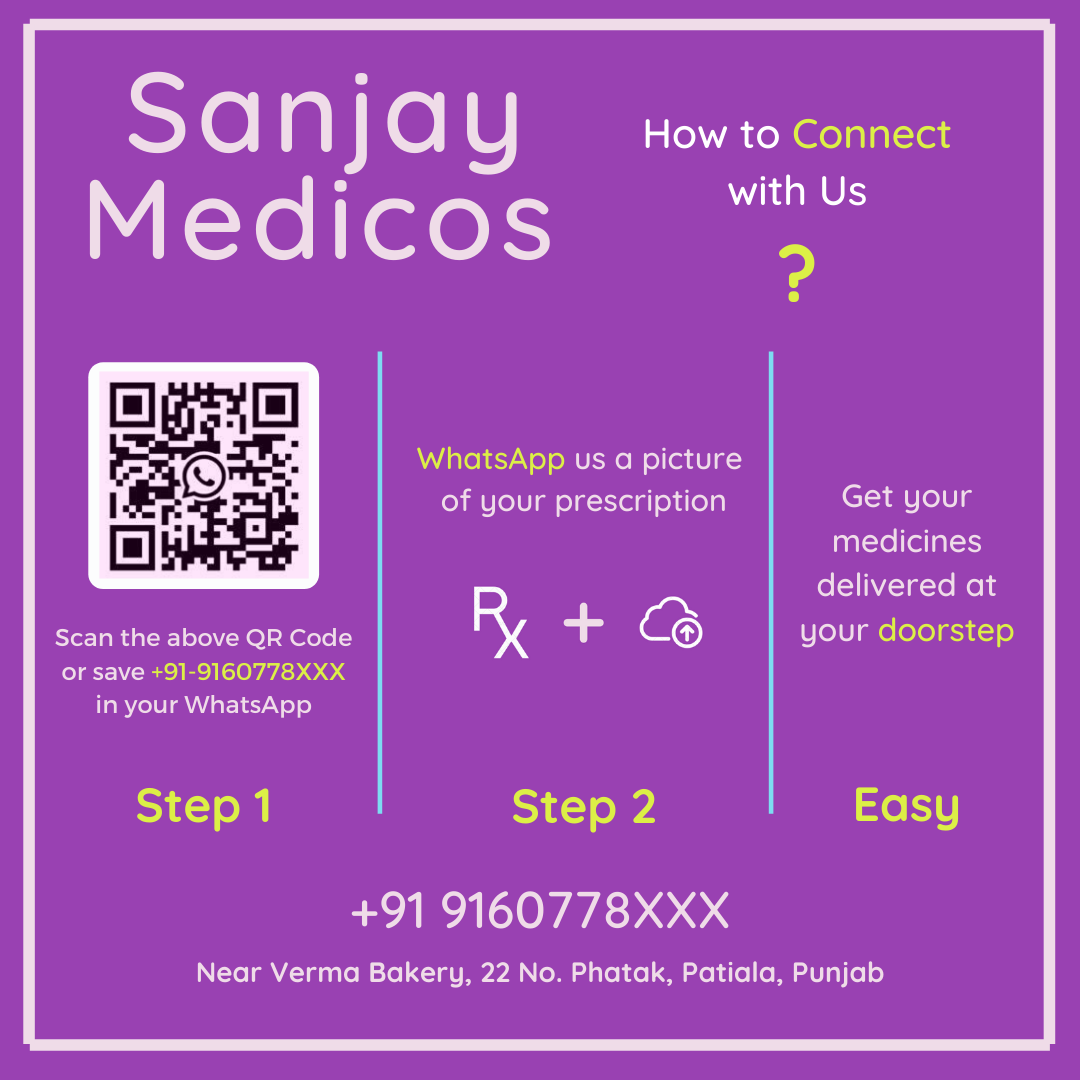 Sanjay
Medicos
How to Connect
with Us
?
Scan the above QR Code
or save +91-9160778XXX
in your WhatsApp
Step 1
WhatsApp us a picture
of your prescription
Rx +
Step 2
Get your
medicines
delivered at
your doorstep
Easy
+91 9160778XXX
Near Verma Bakery, 22 No. Phatak, Patiala, Punjab